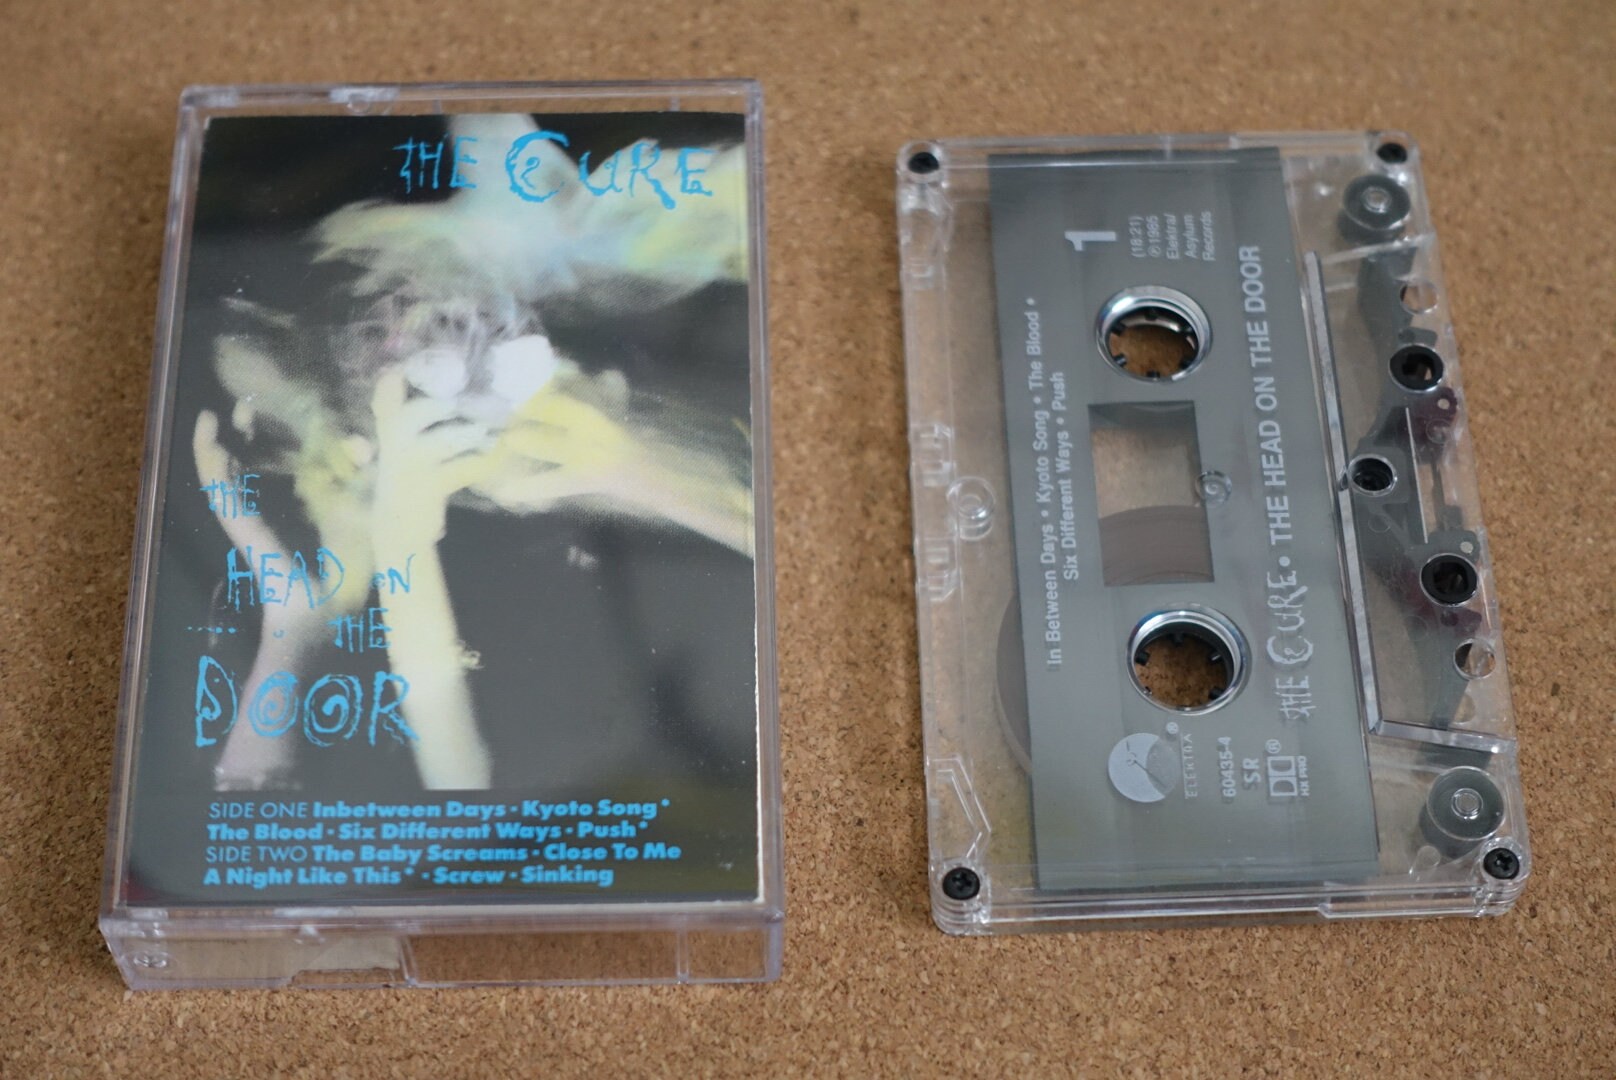 THE CURE
THE
HEAD ON
THE
DOOR
SIDE ONE Inbetween Days • Kyoto Song*
The Blood • Six Different Ways • Push*
SIDE TWO The Baby Screams • Close To Me
A Night Like This* • Screw • Sinking
In Between Days • Kyoto Song • The Blood •
Six Different Ways • Push
1
(18:21)
℗1985
Elektra/
Asylum
Records
ELEKTRA®
60435-4
SR
DOLBY HX PRO®
THE CURE • THE HEAD ON THE DOOR